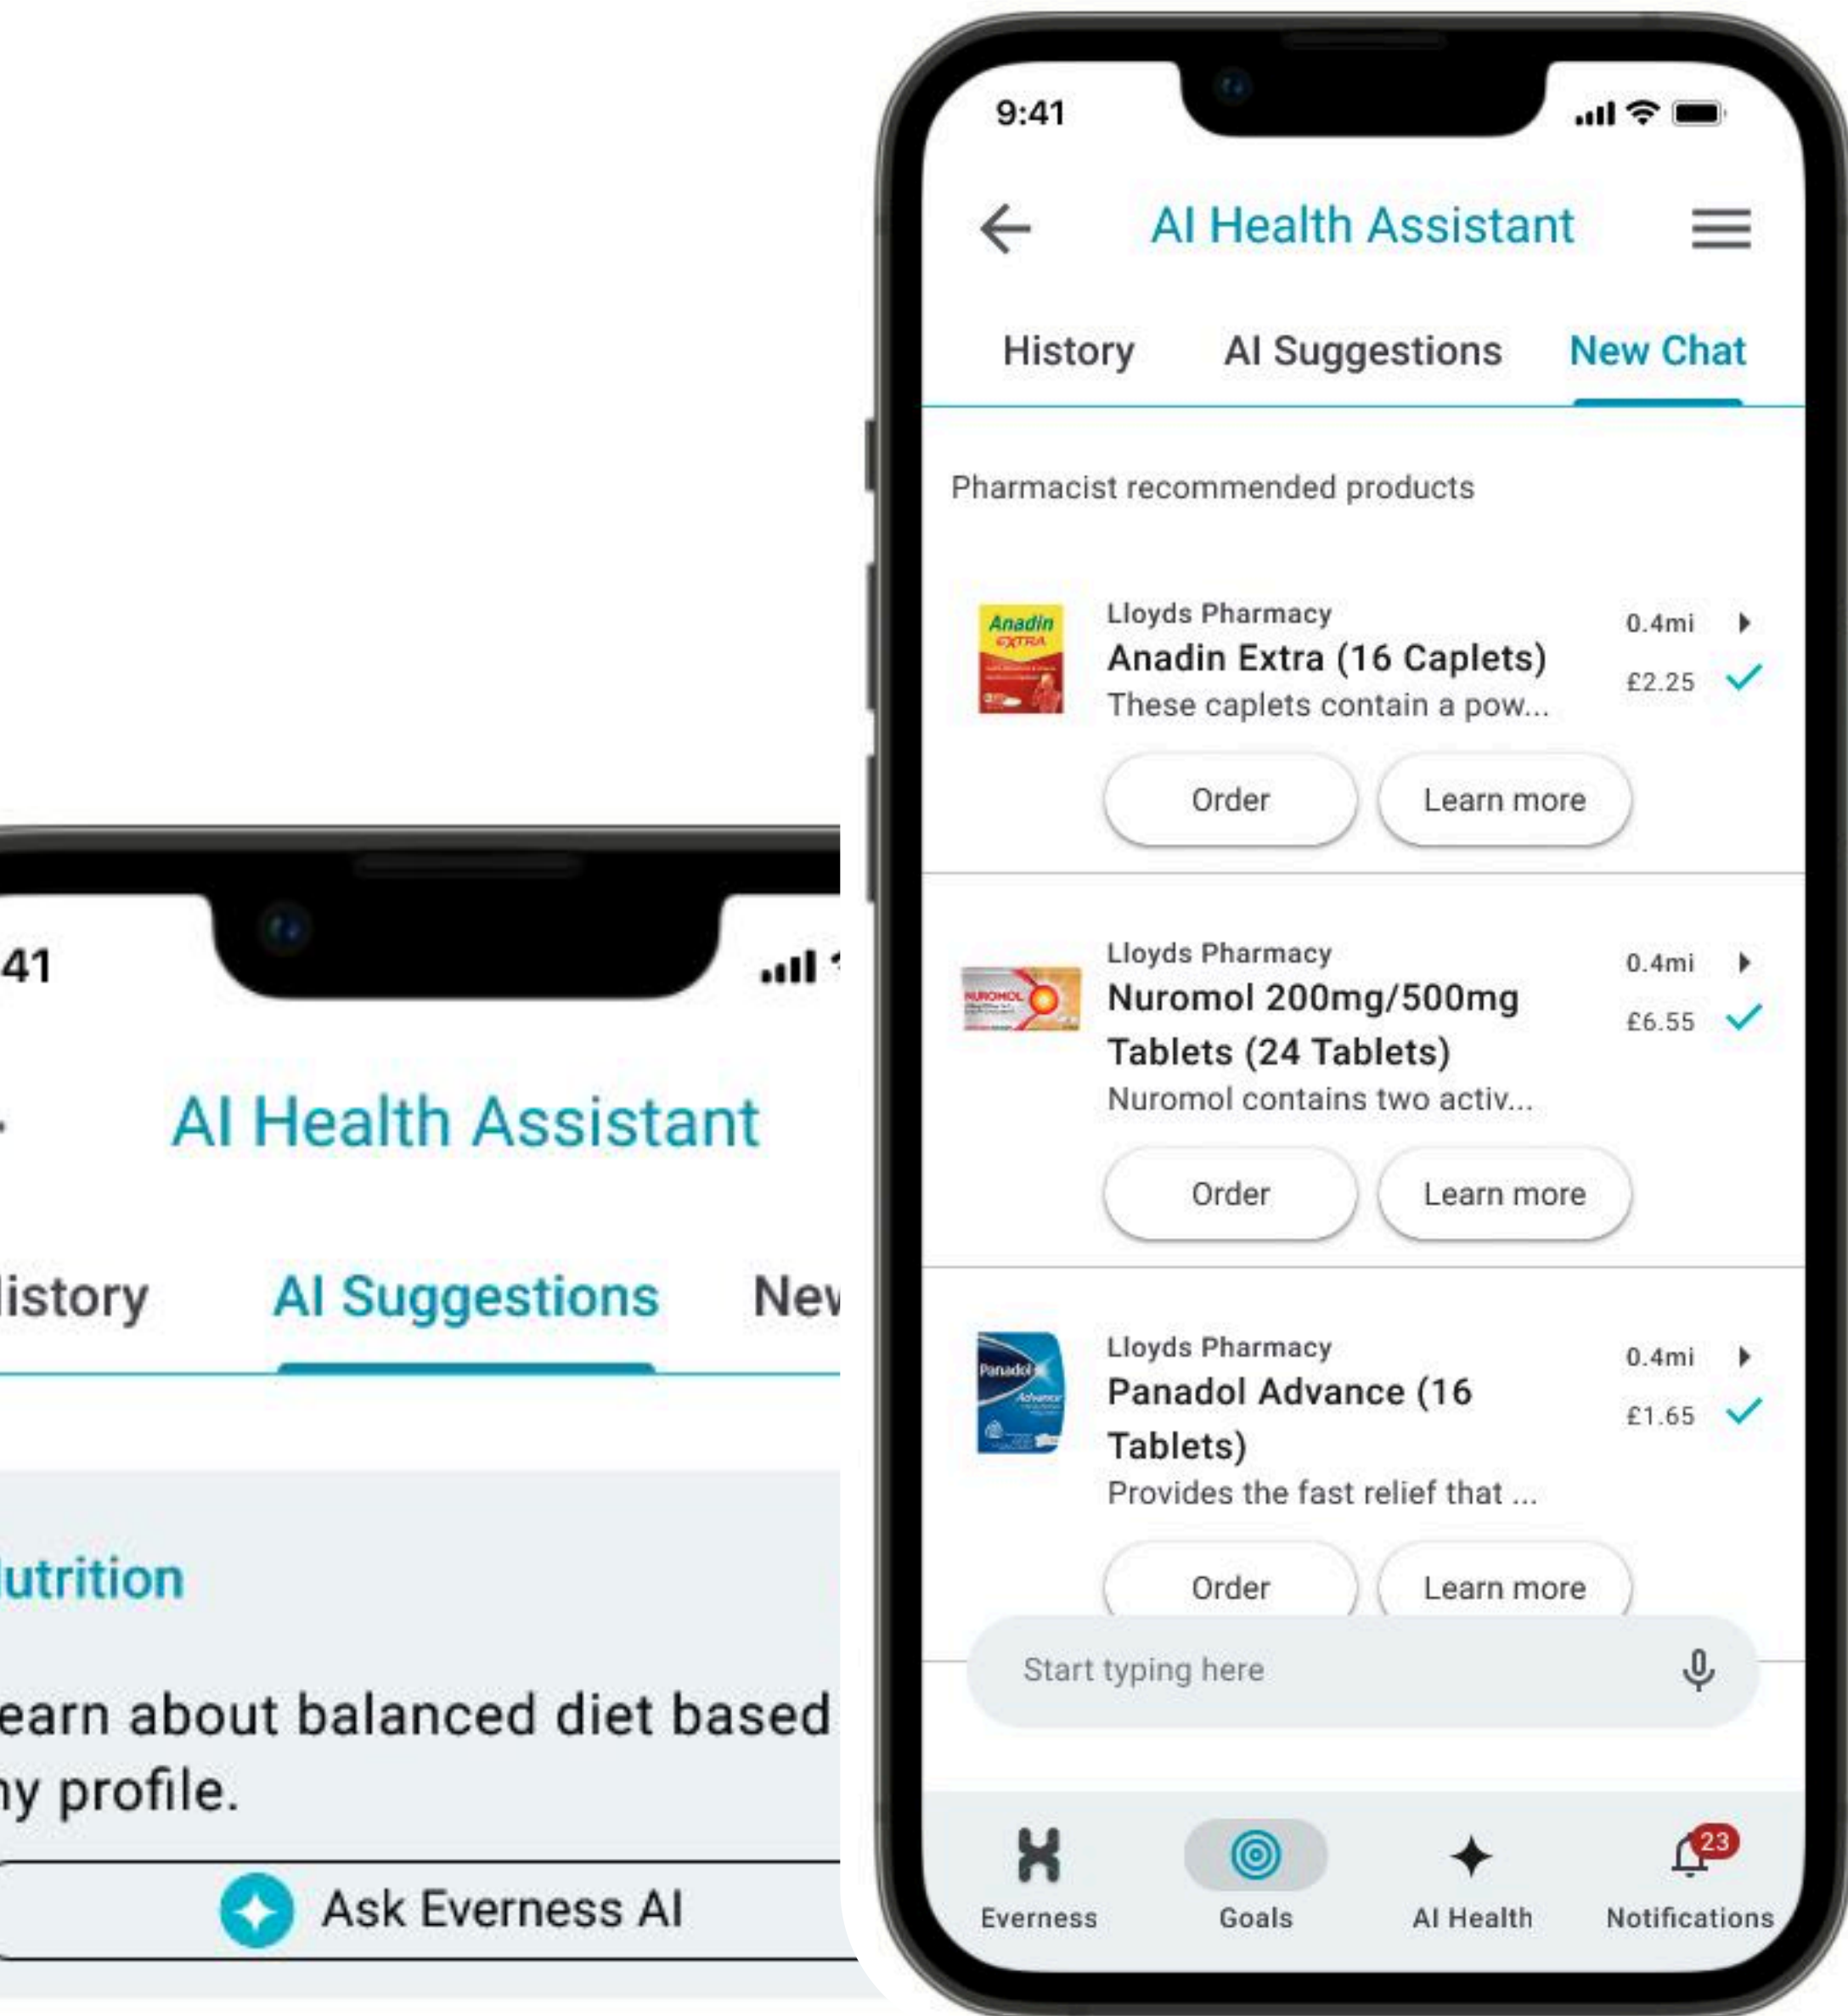 41
AI Health Assistant
istory AI Suggestions Nev
utrition
earn about balanced diet based
ny profile.
Ask Everness AI
9:41
AI Health Assistant
History AI Suggestions New Chat
Pharmacist recommended products
Anadin
EXTRA
Lloyds Pharmacy 0.4mi
Anadin Extra (16 Caplets)
£2.25
These caplets contain a pow...
Order Learn more
NUROMOL
Lloyds Pharmacy 0.4mi
Nuromol 200mg/500mg
£6.55
Tablets (24 Tablets)
Nuromol contains two activ...
Order Learn more
Panadol
Advance
Lloyds Pharmacy 0.4mi
Panadol Advance (16
£1.65
Tablets)
Provides the fast relief that ...
Order Learn more
Start typing here
23
Everness Goals AI Health Notifications